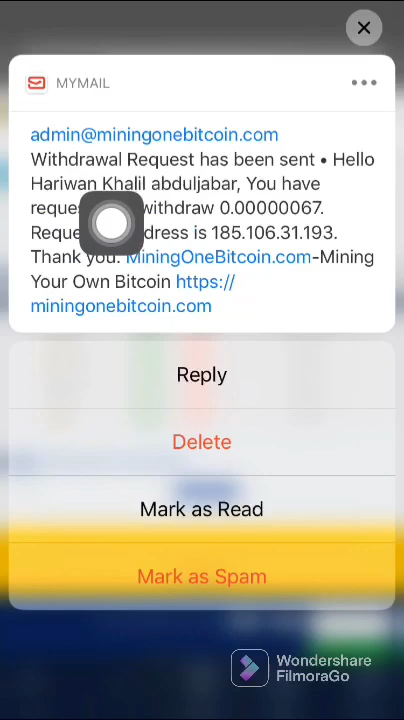 MYMAIL
admin@miningonebitcoin.com
Withdrawal Request has been sent • Hello
Hariwan Khalil abduljabar, You have
reque withdraw 0.00000067.
Reque dress is 185.106.31.193.
Thank you. MiningOneBitcoin.com-Mining
Your Own Bitcoin https://
miningonebitcoin.com
Reply
Delete
Mark as Read
Mark as Spam
Wondershare
FilmoraGo